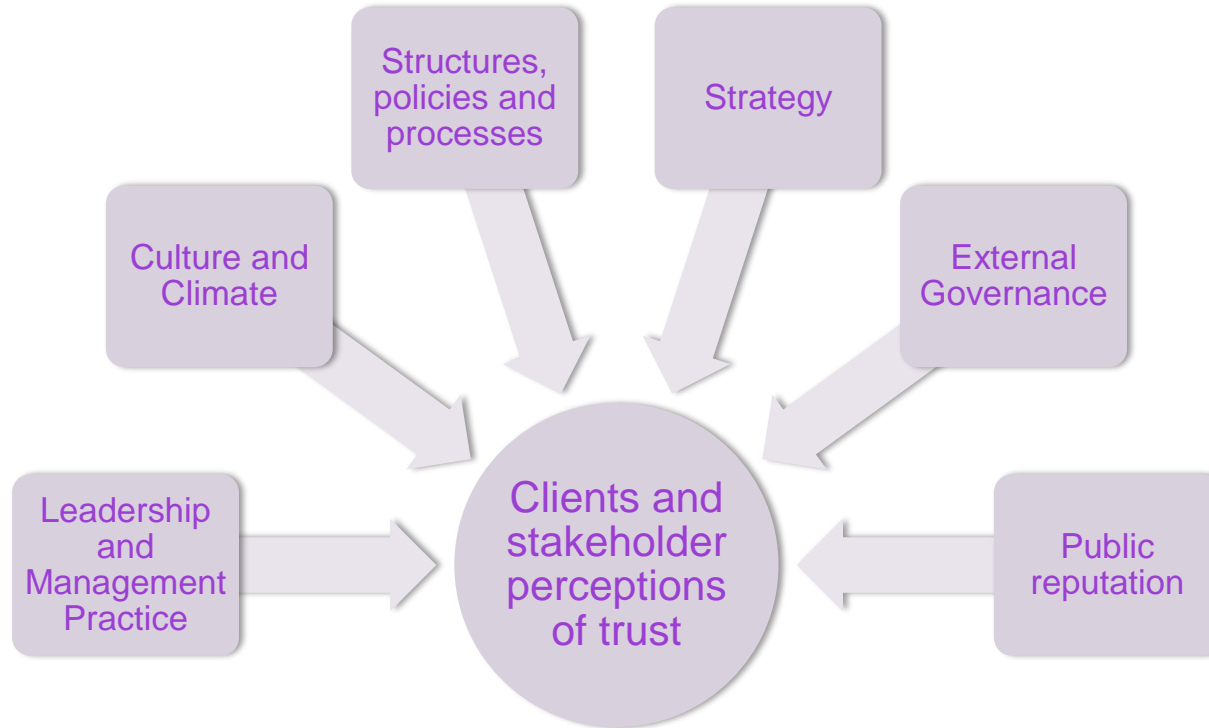 Structures,
policies and
processes
Strategy
Culture and
Climate
External
Governance
Leadership
and
Management
Practice
Clients and
stakeholder
perceptions
of trust
Public
reputation